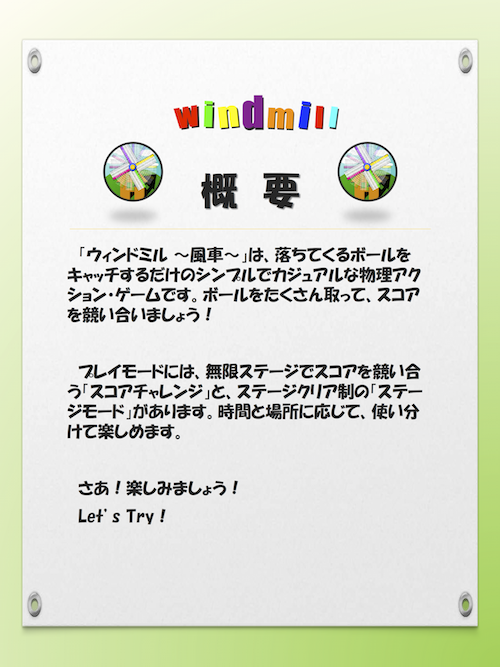 windmill
概 要
「ウィンドミル ～風車～」は、落ちてくるボールを
キャッチするだけのシンプルでカジュアルな物理アク
ション・ゲームです。ボールをたくさん取って、スコア
を競い合いましょう！
プレイモードには、無限ステージでスコアを競い合
う「スコアチャレンジ」と、ステージクリア制の「ステー
ジモード」があります。時間と場所に応じて、使い分
けて楽しめます。
さあ！楽しみましょう！
Let's Try！